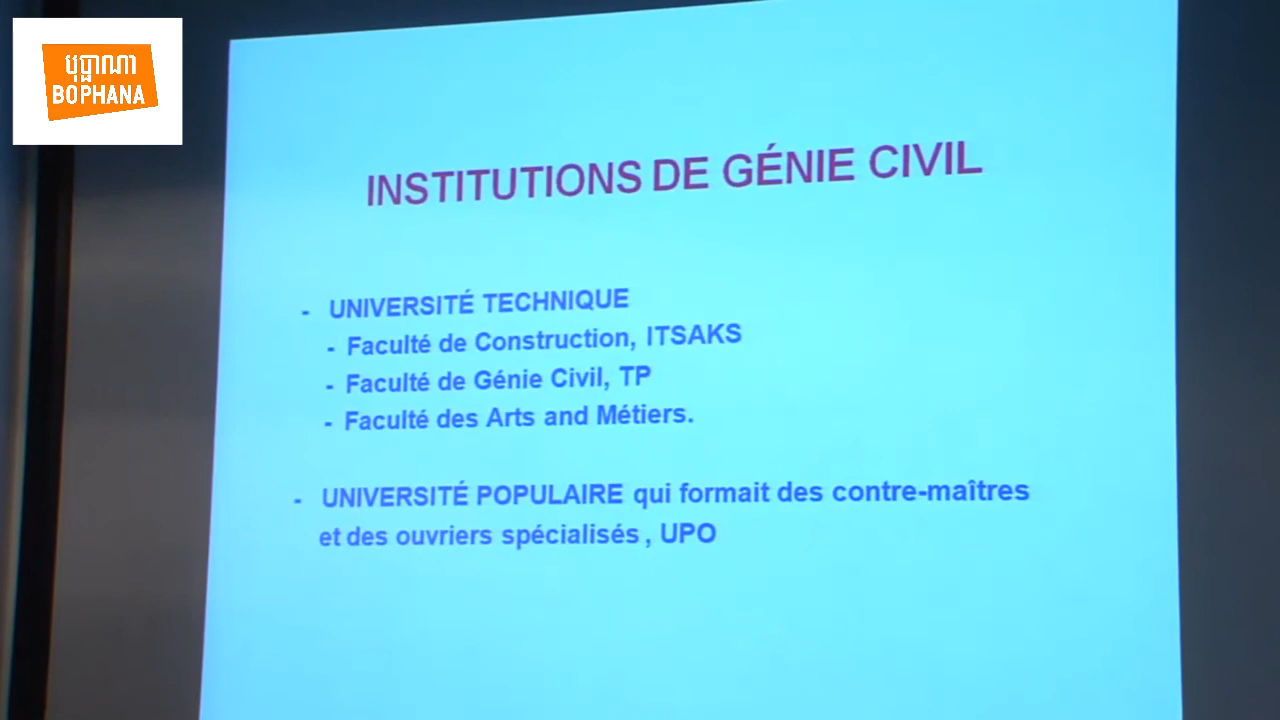 បុប្ផាណា
BOPHANA
INSTITUTIONS DE GÉNIE CIVIL
- UNIVERSITÉ TECHNIQUE
- Faculté de Construction, ITSAKS
- Faculté de Génie Civil, TP
- Faculté des Arts and Métiers.
- UNIVERSITÉ POPULAIRE qui formait des contre-maîtres
et des ouvriers spécialisés , UPO